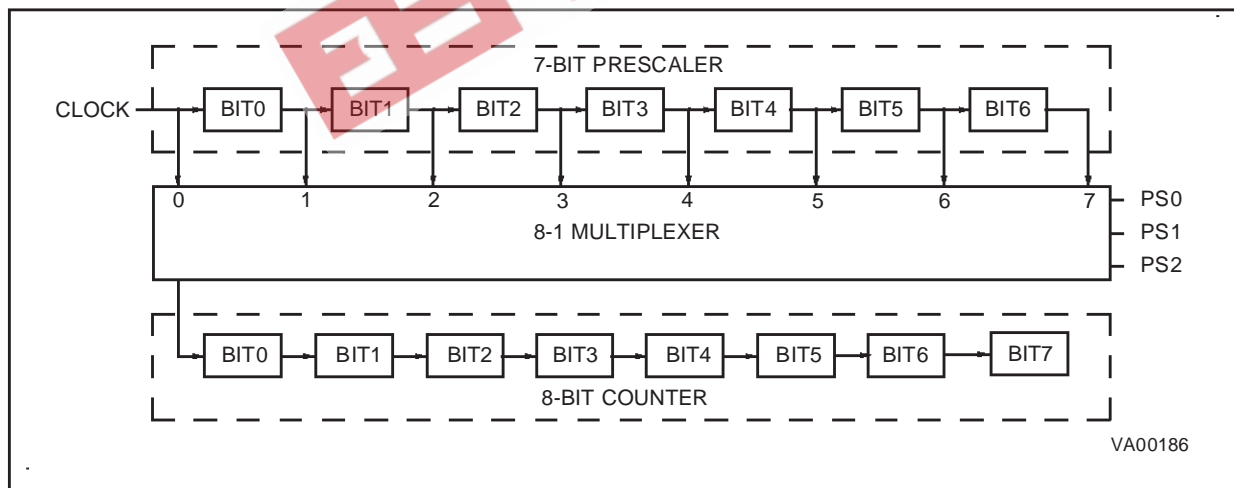 7-BIT PRESCALER
CLOCK BIT0 BIT1 BIT2 BIT3 BIT4 BIT5 BIT6
0 1 2 3 4 5 6 7 PS0
8-1 MULTIPLEXER PS1
PS2
BIT0 BIT1 BIT2 BIT3 BIT4 BIT5 BIT6 BIT7
8-BIT COUNTER
VA00186